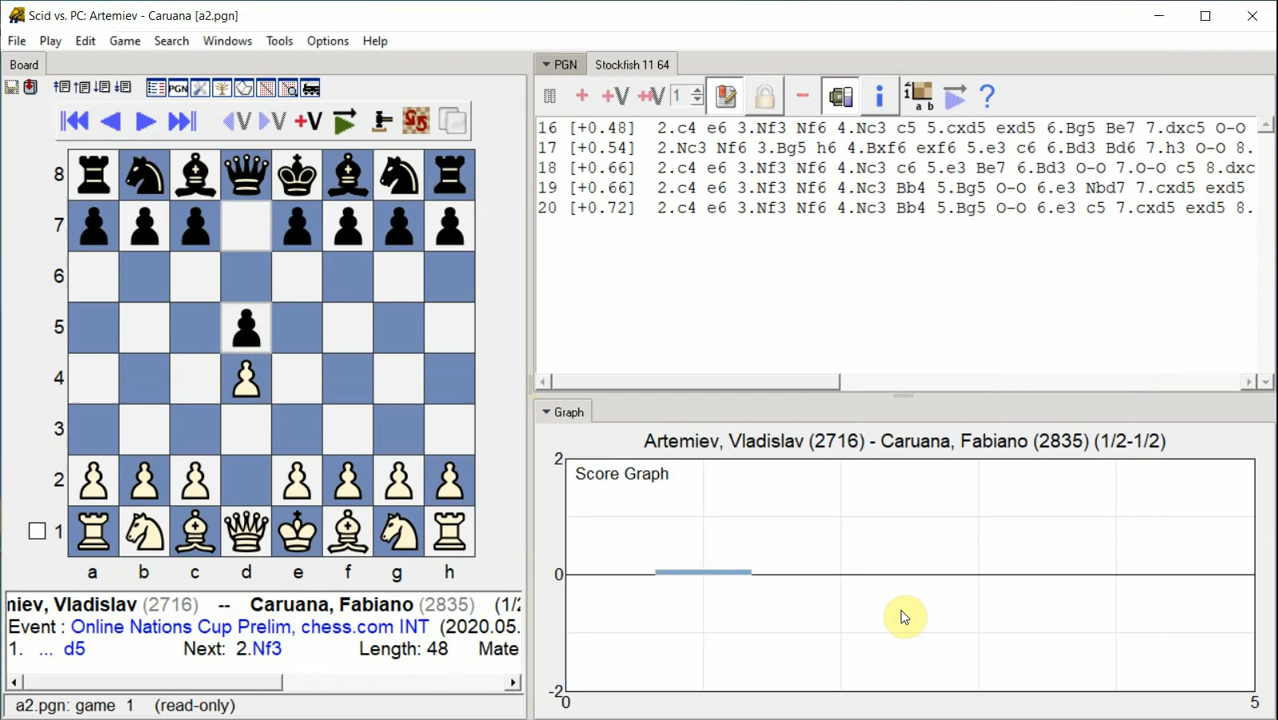 Scid vs. PC: Artemiev - Caruana [a2.pgn]
File Play Edit Game Search Windows Tools Options Help
Board
PGN Stockfish 11 64
PGN
1
+V
+ +V +V 1 - i a b ?
16 [+0.48] 2.c4 e6 3.Nf3 Nf6 4.Nc3 c5 5.cxd5 exd5 6.Bg5 Be7 7.dxc5 O-O
17 [+0.54] 2.Nc3 Nf6 3.Bg5 h6 4.Bxf6 exf6 5.e3 c6 6.Bd3 Bd6 7.h3 O-O 8.
18 [+0.66] 2.c4 e6 3.Nf3 Nf6 4.Nc3 c6 5.e3 Be7 6.Bd3 O-O 7.O-O c5 8.dxc
19 [+0.66] 2.c4 e6 3.Nf3 Nf6 4.Nc3 Bb4 5.Bg5 O-O 6.e3 Nbd7 7.cxd5 exd5
20 [+0.72] 2.c4 e6 3.Nf3 Nf6 4.Nc3 Bb4 5.Bg5 O-O 6.e3 c5 7.cxd5 exd5 8.
8
7
6
5
4
3
2
1
a b c d e f g h
Graph
Artemiev, Vladislav (2716) - Caruana, Fabiano (2835) (1/2-1/2)
Score Graph
2
0
-2
0 5
miev, Vladislav (2716) -- Caruana, Fabiano (2835) (1/2
Event : Online Nations Cup Prelim, chess.com INT (2020.05.
1. ... d5 Next: 2.Nf3 Length: 48 Mate
a2.pgn: game 1 (read-only)